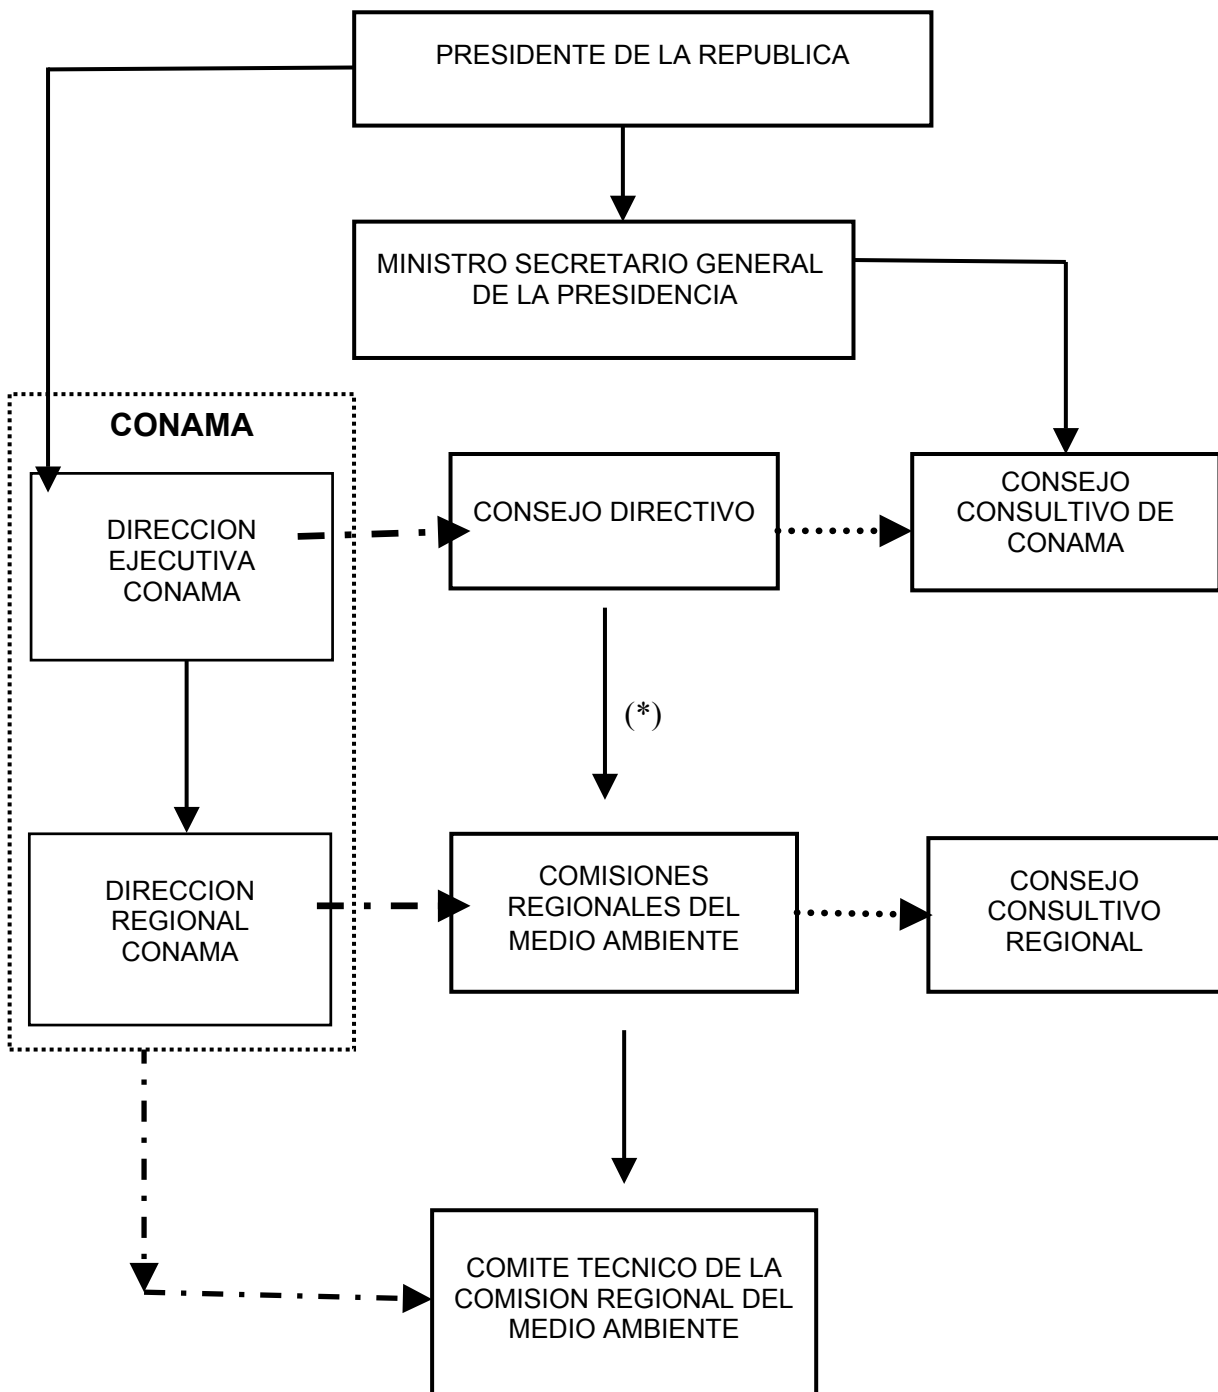 PRESIDENTE DE LA REPUBLICA
MINISTRO SECRETARIO GENERAL
DE LA PRESIDENCIA
CONAMA
DIRECCION
EJECUTIVA
CONAMA
CONSEJO DIRECTIVO
CONSEJO
CONSULTIVO DE
CONAMA
(*)
DIRECCION
REGIONAL
CONAMA
COMISIONES
REGIONALES DEL
MEDIO AMBIENTE
CONSEJO
CONSULTIVO
REGIONAL
COMITE TECNICO DE LA
COMISION REGIONAL DEL
MEDIO AMBIENTE